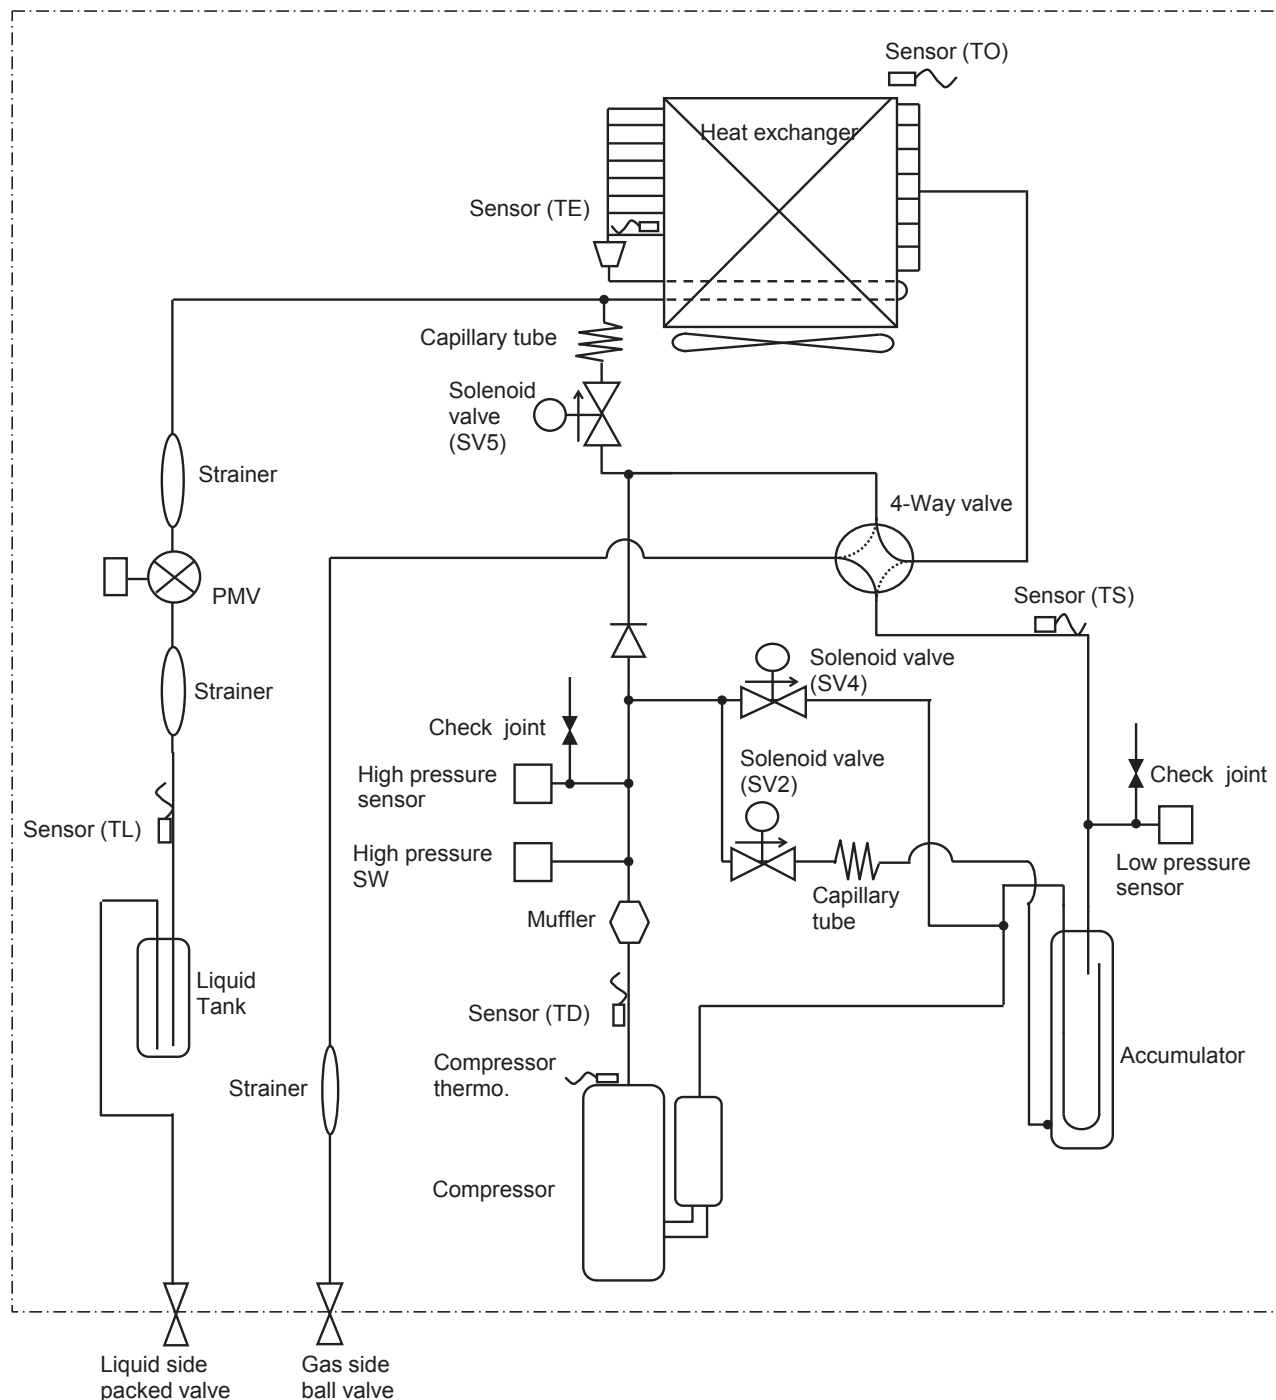 Sensor (TO)
Heat exchanger
Sensor (TE)
Capillary tube
Solenoid
valve
(SV5)
Strainer
4-Way valve
PMV
Sensor (TS)
Solenoid valve
(SV4)
Strainer
Check joint
High pressure
sensor
Solenoid valve
(SV2)
Check joint
Sensor (TL)
High pressure
SW
Low pressure
sensor
Capillary
tube
Muffler
Liquid
Tank
Sensor (TD)
Accumulator
Compressor
thermo.
Strainer
Compressor
Liquid side
packed valve
Gas side
ball valve